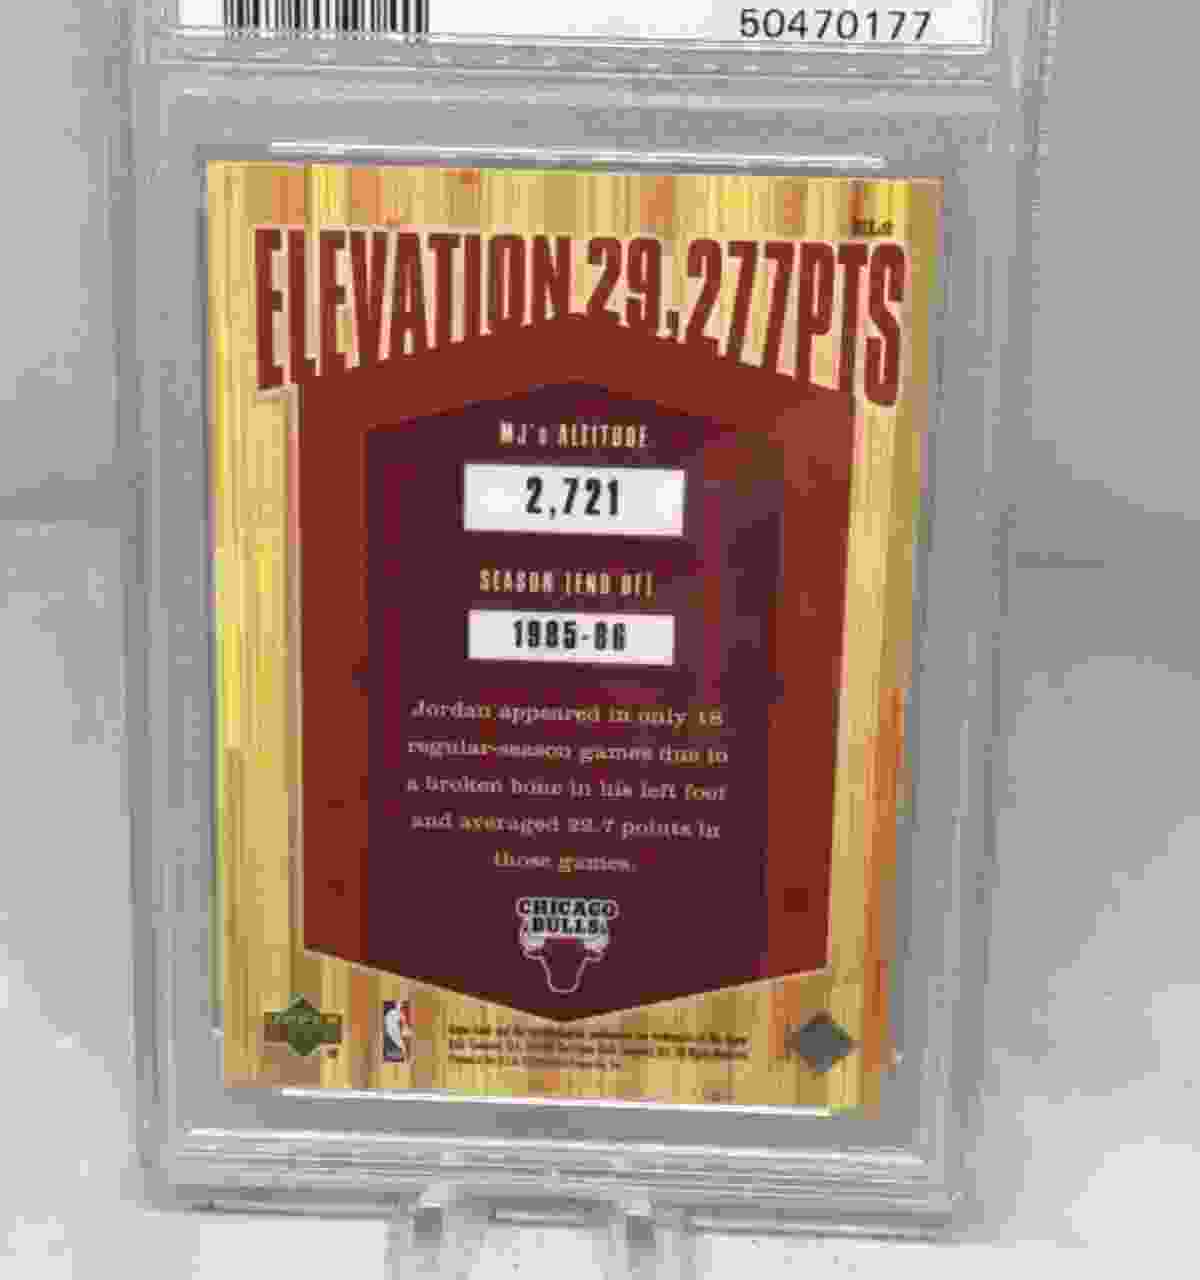 50470177
ELEVATION 29,277PTS
MJ's ALTITUDE
2,721
SEASON (END OF)
1985-86
Jordan appeared in only 18
regular-season games due to
a broken bone in his left foot
and averaged 22.7 points in
those games.
CHICAGO
BULLS